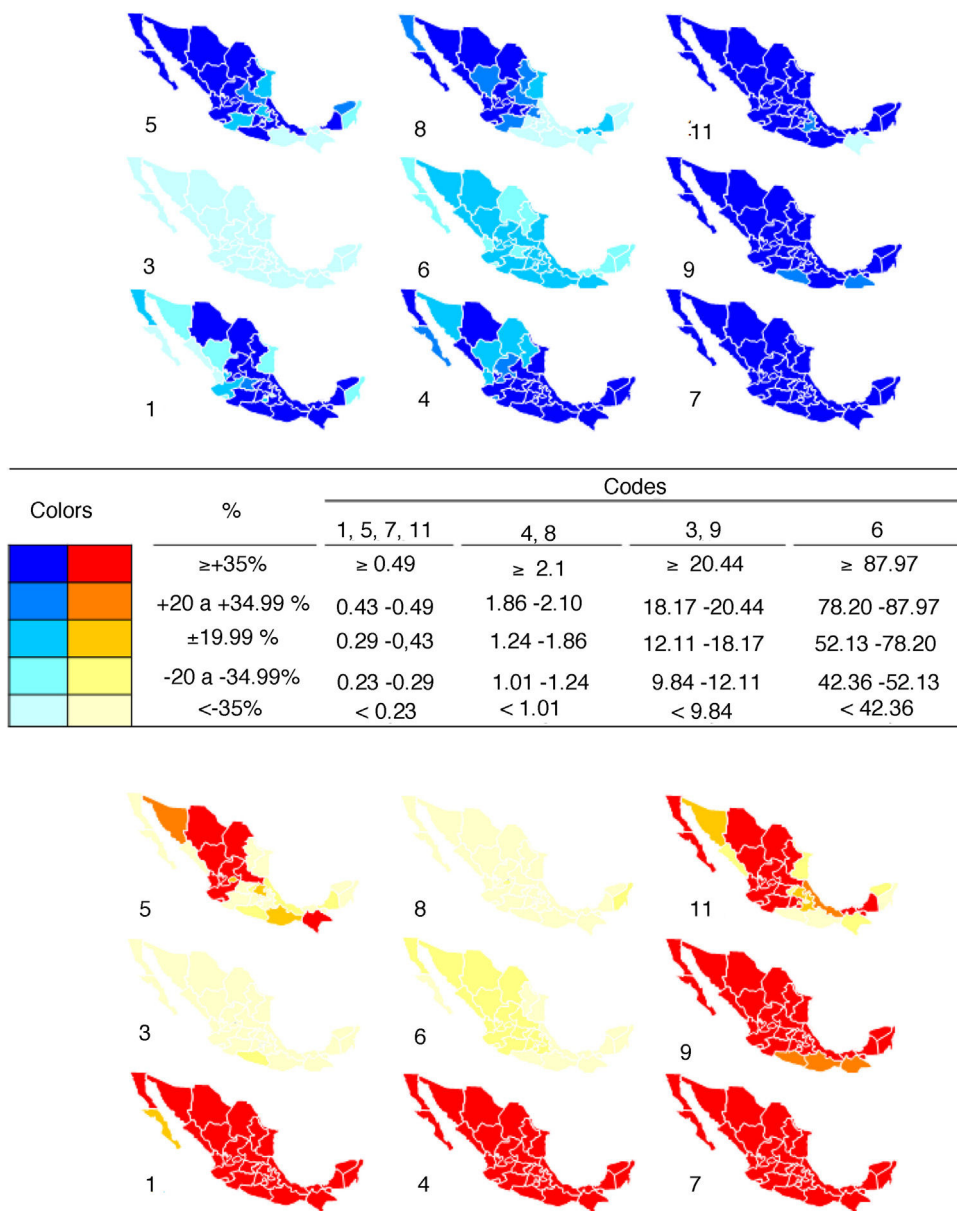 5 8 11
3 6 9
1 4 7
Colors % Codes
1, 5, 7, 11 4, 8 3, 9 6
≥+35% ≥ 0.49 ≥ 2.1 ≥ 20.44 ≥ 87.97
+20 a +34.99 % 0.43 -0.49 1.86 -2.10 18.17 -20.44 78.20 -87.97
±19.99 % 0.29 -0,43 1.24 -1.86 12.11 -18.17 52.13 -78.20
-20 a -34.99% 0.23 -0.29 1.01 -1.24 9.84 -12.11 42.36 -52.13
<-35% < 0.23 < 1.01 < 9.84 < 42.36
5 8 11
3 6 9
1 4 7